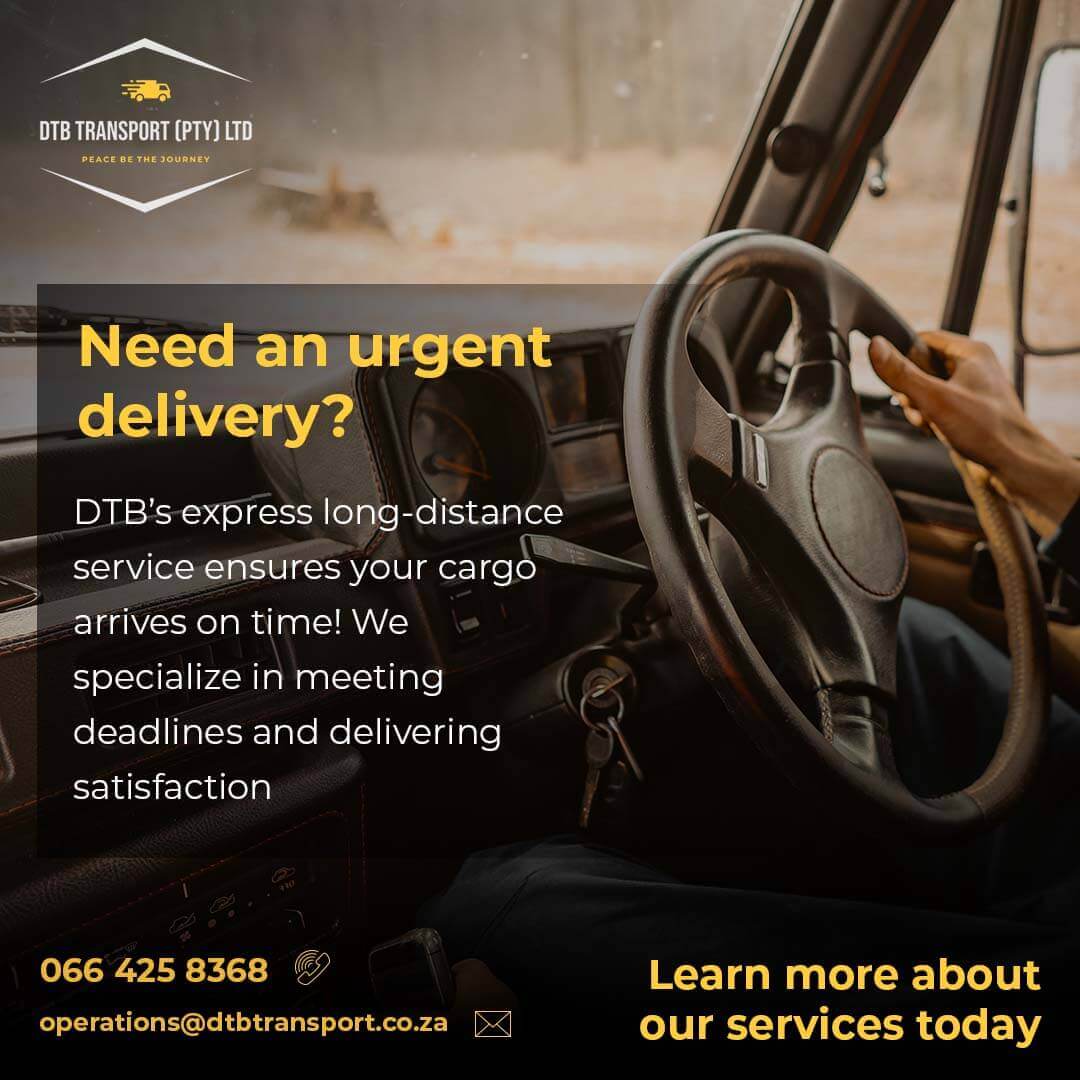 DTB TRANSPORT (PTY) LTD
PEACE BE THE JOURNEY
Need an urgent
delivery?
DTB’s express long-distance
service ensures your cargo
arrives on time! We
specialize in meeting
deadlines and delivering
satisfaction
066 425 8368
operations@dtbtransport.co.za
Learn more about
our services today